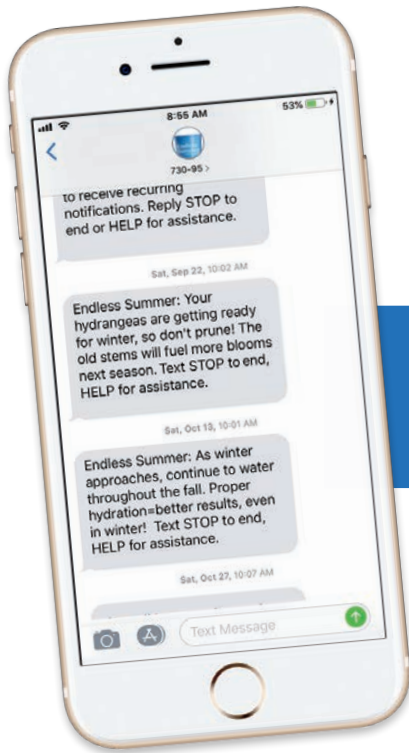 8:55 AM
53%
730-95 >
to receive recurring
notifications. Reply STOP to
end or HELP for assistance.
Sat, Sep 22, 10:02 AM
Endless Summer: Your
hydrangeas are getting ready
for winter, so don't prune! The
old stems will fuel more blooms
next season. Text STOP to end,
HELP for assistance.
Sat, Oct 13, 10:01 AM
Endless Summer: As winter
approaches, continue to water
throughout the fall. Proper
hydration=better results, even
in winter!  Text STOP to end,
HELP for assistance.
Sat, Oct 27, 10:07 AM
Text Message